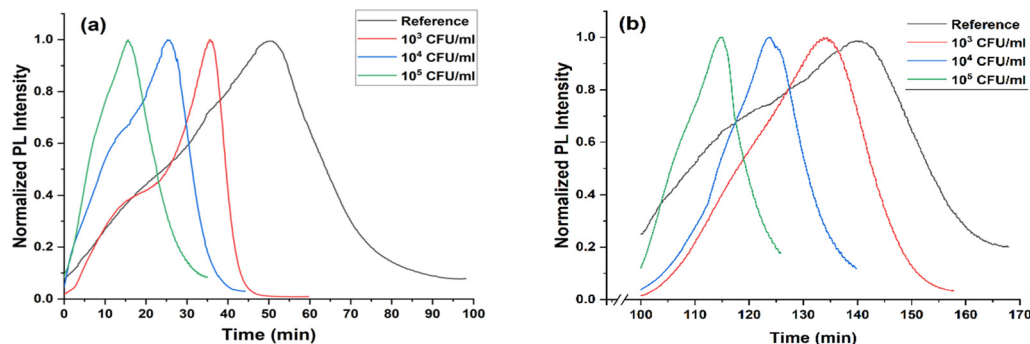 (a)
Reference
10³ CFU/ml
10⁴ CFU/ml
10⁵ CFU/ml
Normalized PL Intensity
1.0
0.8
0.6
0.4
0.2
0.0
0 10 20 30 40 50 60 70 80 90 100
Time (min)
(b)
Reference
10³ CFU/ml
10⁴ CFU/ml
10⁵ CFU/ml
Normalized PL Intensity
1.0
0.8
0.6
0.4
0.2
0.0
100 110 120 130 140 150 160 170
Time (min)